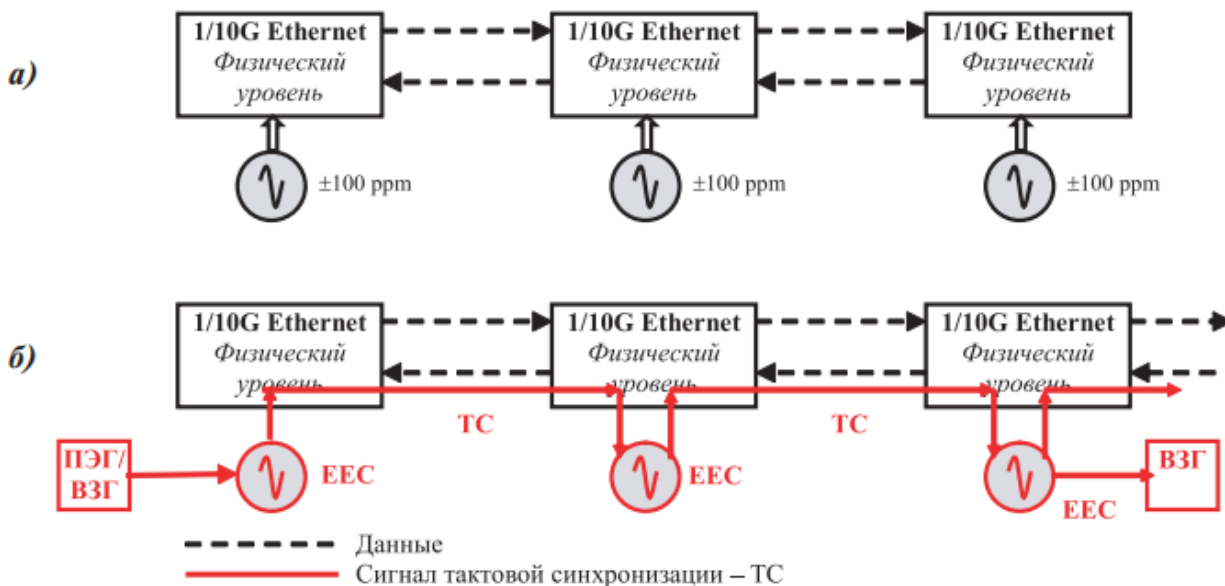 а)
1/10G Ethernet
Физический
уровень
1/10G Ethernet
Физический
уровень
1/10G Ethernet
Физический
уровень
±100 ppm
±100 ppm
±100 ppm
б)
1/10G Ethernet
Физический
уровень
1/10G Ethernet
Физический
уровень
1/10G Ethernet
Физический
уровень
ТС
ТС
ПЭГ/
ВЗГ
ЕЕС
ЕЕС
ЕЕС
ВЗГ
Данные
Сигнал тактовой синхронизации – ТС